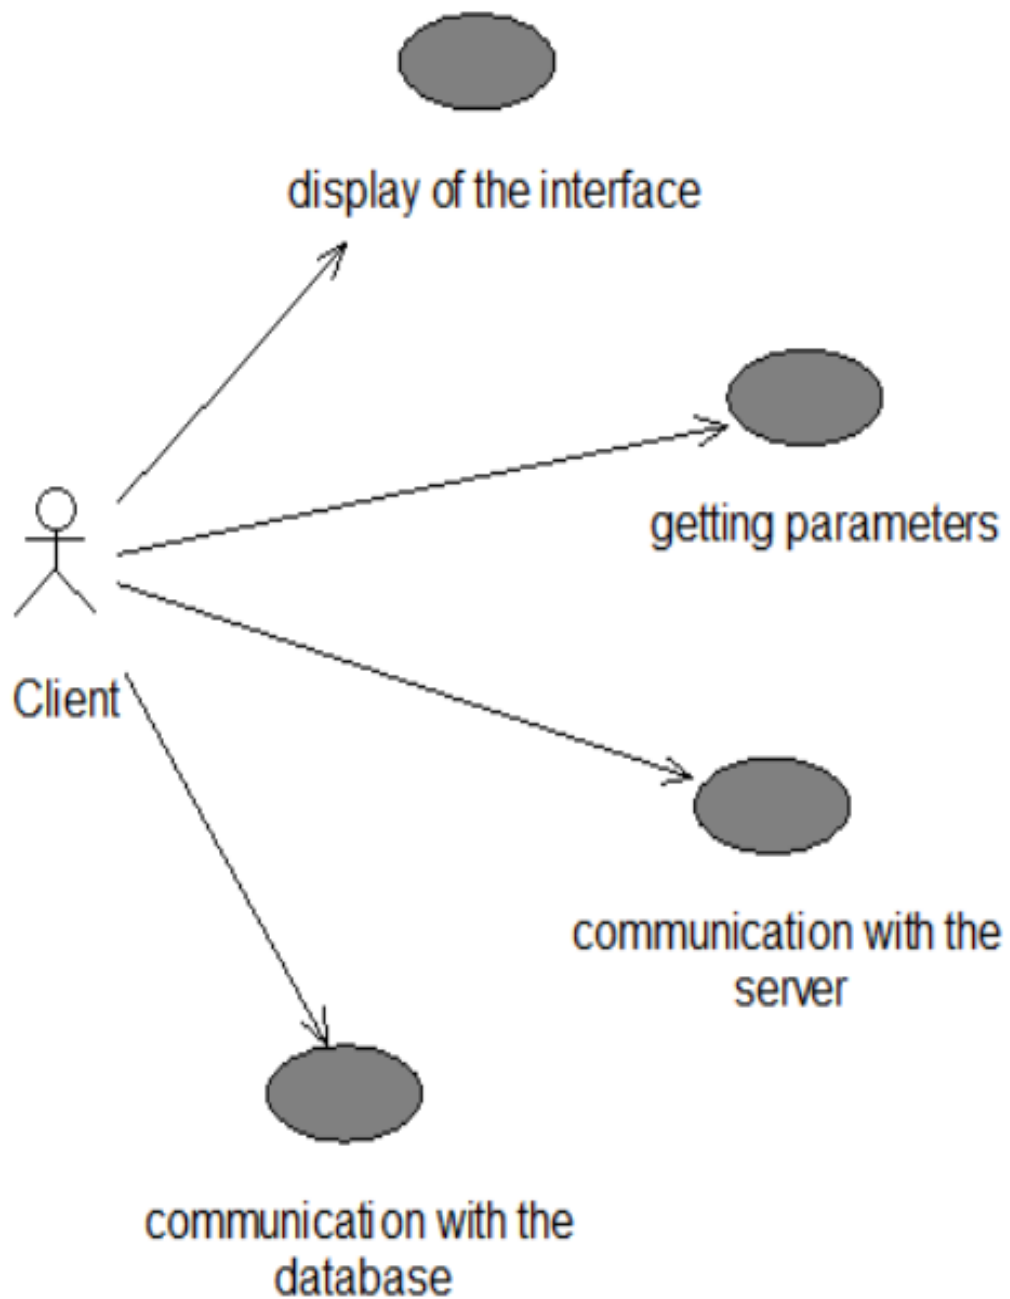 display of the interface
getting parameters
Client
communication with the
server
communication with the
database